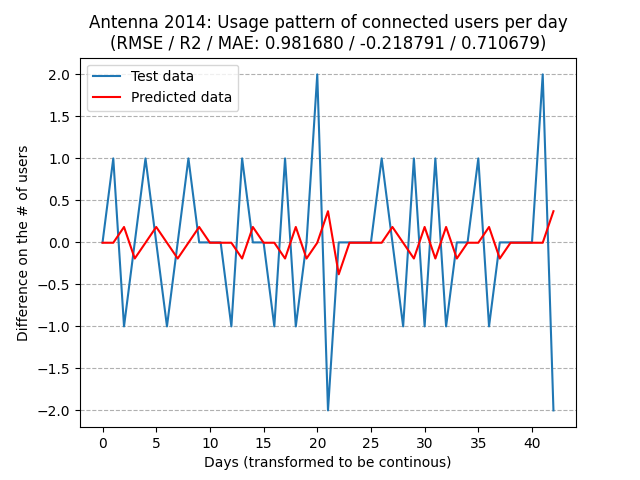 Antenna 2014: Usage pattern of connected users per day
(RMSE / R2 / MAE: 0.981680 / -0.218791 / 0.710679)
Test data
Predicted data
Difference on the # of users
2.0
1.5
1.0
0.5
0.0
−0.5
−1.0
−1.5
−2.0
0 5 10 15 20 25 30 35 40
Days (transformed to be continous)